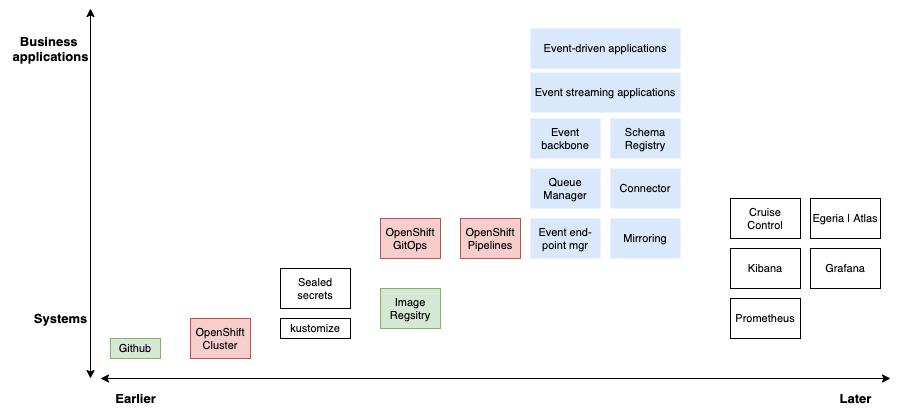 Business
applications
Event-driven applications
Event streaming applications
Event
backbone
Schema
Registry
Queue
Manager
Connector
Cruise
Control
Egeria | Atlas
OpenShift
GitOps
OpenShift
Pipelines
Event end-
point mgr
Mirroring
Kibana
Grafana
Sealed
secrets
Image
Regsitry
Systems
kustomize
Prometheus
OpenShift
Cluster
Github
Earlier
Later